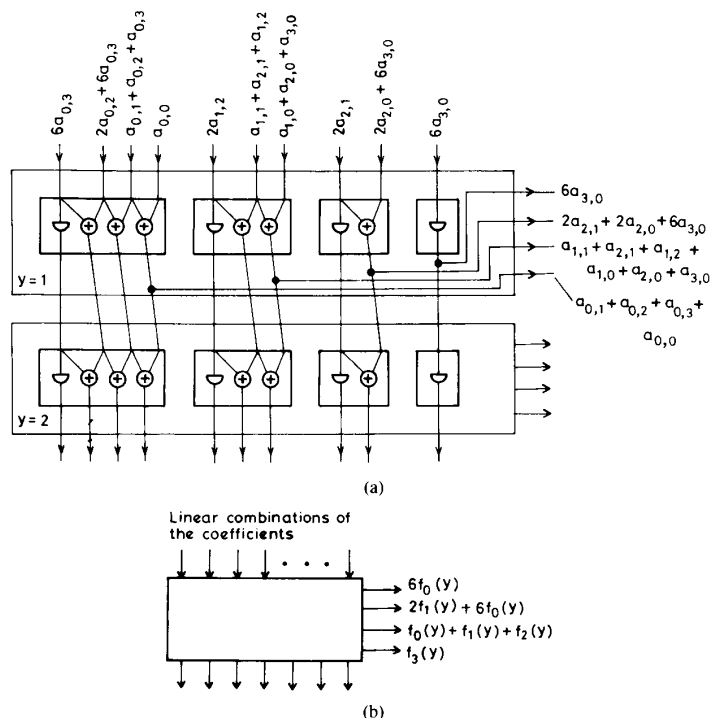 6a0,3
2a0,2 + 6a0,3
a0,1 + a0,2 + a0,3
a0,0
2a1,2
a1,1 + a2,1 + a1,2
a1,0 + a2,0 + a3,0
2a2,1
2a2,0 + 6a3,0
6a3,0
6a3,0
2a2,1 + 2a2,0 + 6a3,0
a1,1 + a2,1 + a1,2 +
a1,0 + a2,0 + a3,0
a0,1 + a0,2 + a0,3 +
a0,0
y = 1
y = 2
(a)
Linear combinations of
the coefficients
6f0(y)
2f1(y) + 6f0(y)
f0(y) + f1(y) + f2(y)
f3(y)
(b)